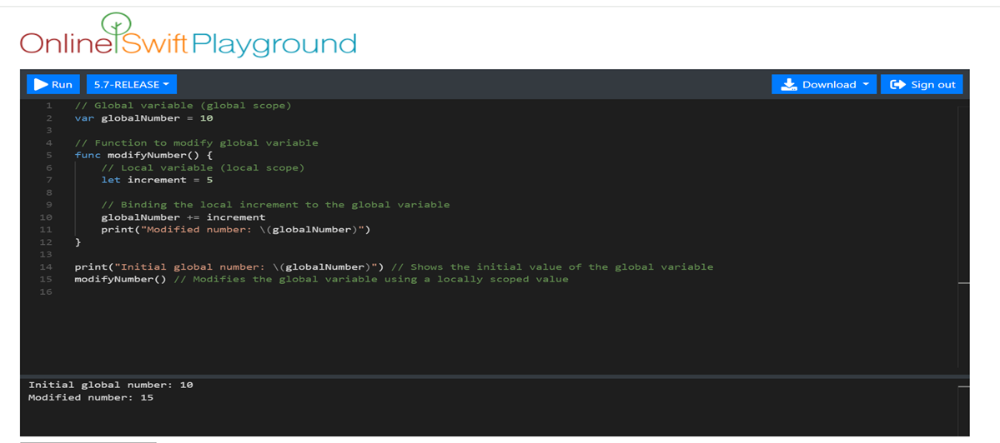 OnlineSwiftPlayground
Run 5.7-RELEASE Download Sign out
1 // Global variable (global scope)
2 var globalNumber = 10
3
4 // Function to modify global variable
5 func modifyNumber() {
6     // Local variable (local scope)
7     let increment = 5
8
9     // Binding the local increment to the global variable
10     globalNumber += increment
11     print("Modified number: \(globalNumber)")
12 }
13
14 print("Initial global number: \(globalNumber)") // Shows the initial value of the global variable
15 modifyNumber() // Modifies the global variable using a locally scoped value
16
Initial global number: 10
Modified number: 15